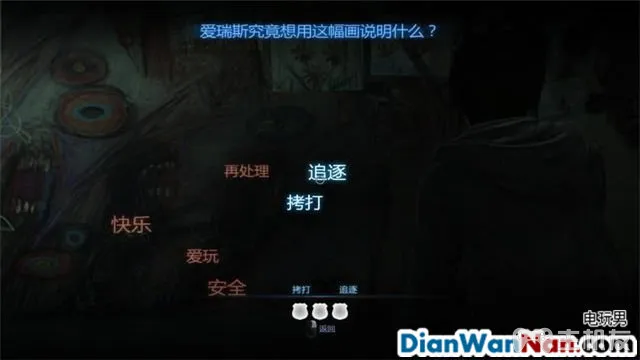 爱瑞斯究竟想用这幅画说明什么？
再处理
追逐
拷打
快乐
爱玩
安全
拷打 追逐
返回
电玩男
DianWanNan.com